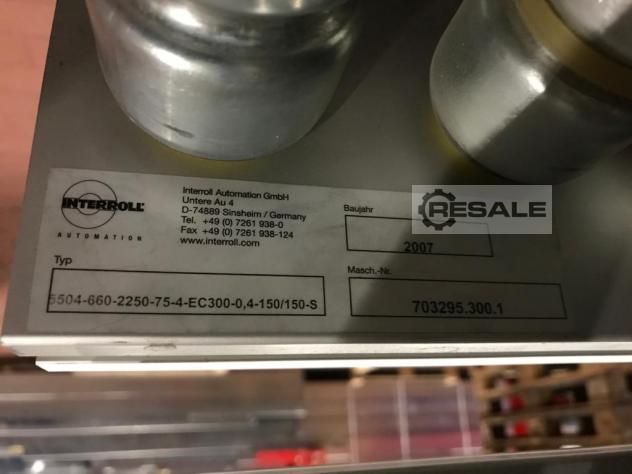 INTERROLL
AUTOMATION
Interroll Automation GmbH
Untere Au 4
D-74889 Sinsheim / Germany
Tel. +49 (0) 7261 938-0
Fax +49 (0) 7261 938-124
www.interroll.com
Baujahr
2007
RESALE
Typ
5504-660-2250-75-4-EC300-0,4-150/150-S
Masch.-Nr.
703295.300.1